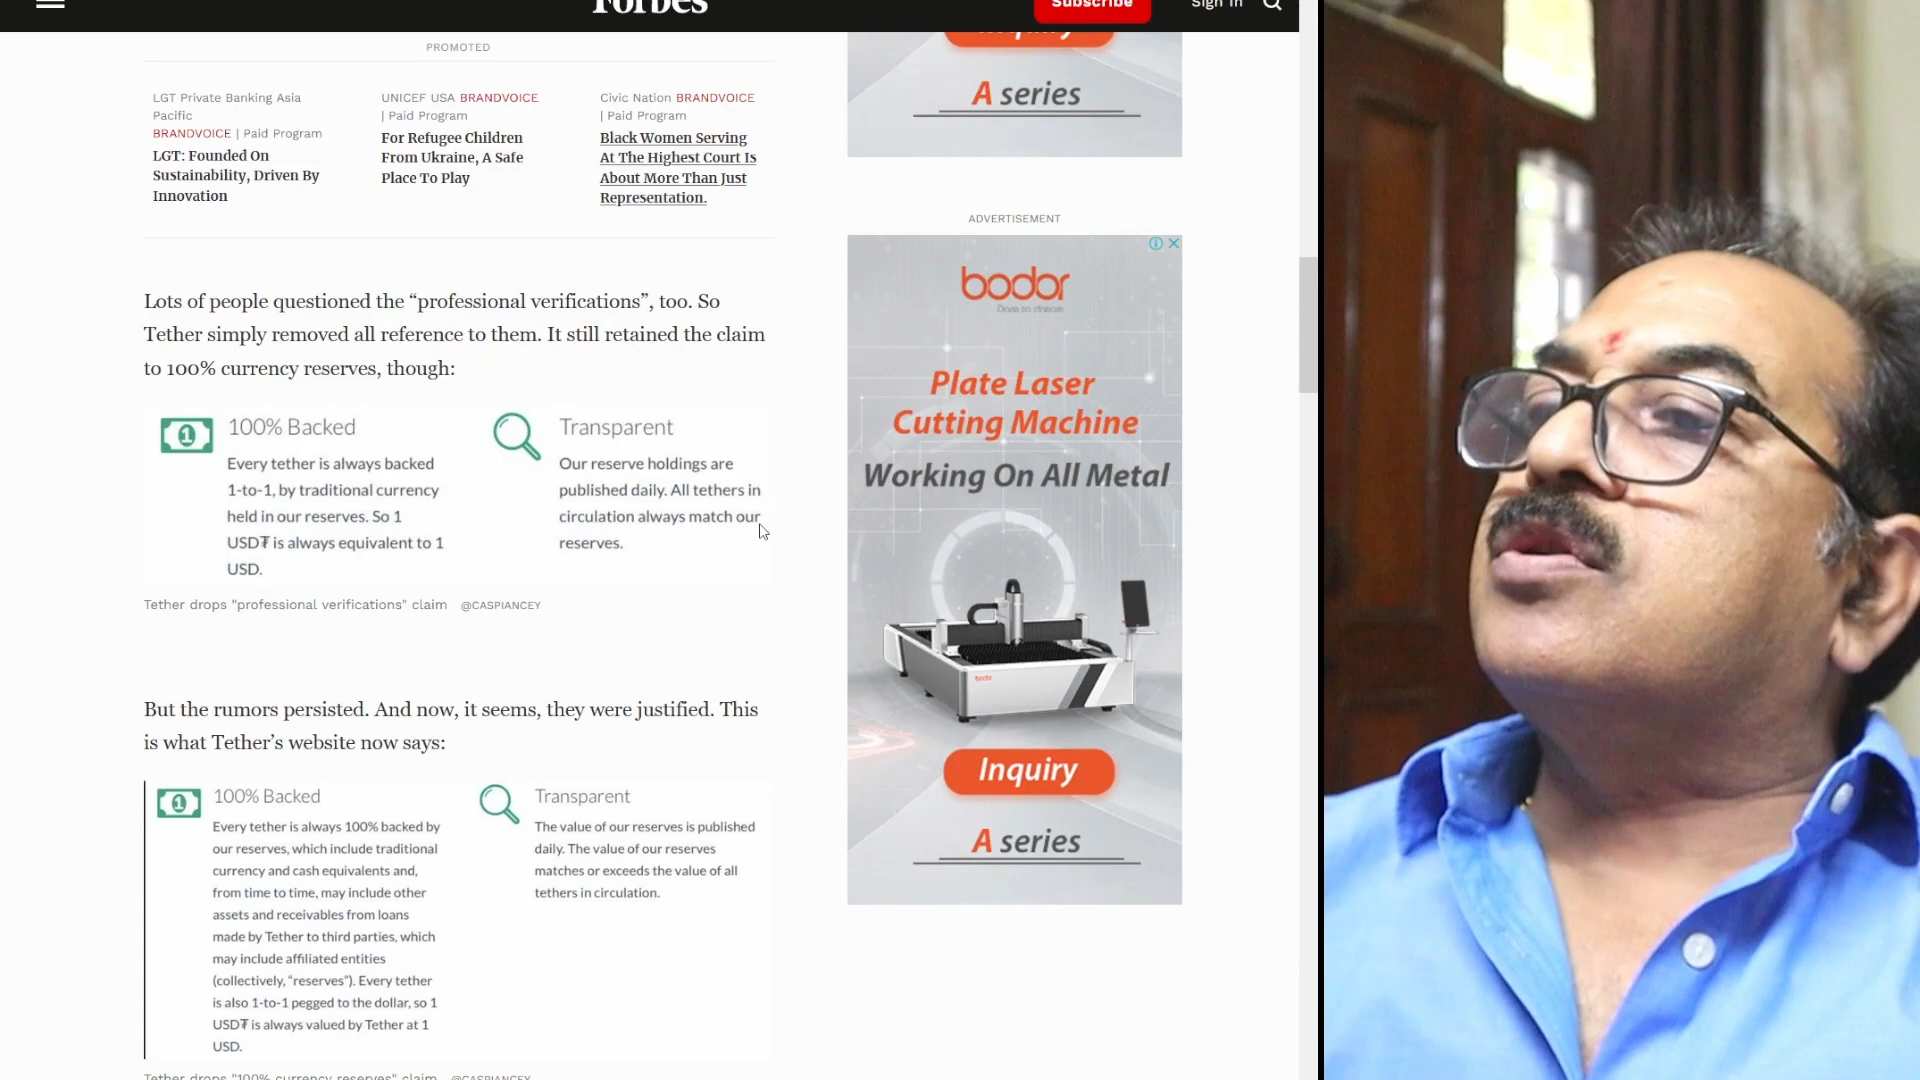 Forbes
Subscribe
Sign In
PROMOTED
LGT Private Banking Asia
Pacific
BRANDVOICE | Paid Program
LGT: Founded On
Sustainability, Driven By
Innovation
UNICEF USA BRANDVOICE
| Paid Program
For Refugee Children
From Ukraine, A Safe
Place To Play
Civic Nation BRANDVOICE
| Paid Program
Black Women Serving
At The Highest Court Is
About More Than Just
Representation.
Lots of people questioned the “professional verifications”, too. So
Tether simply removed all reference to them. It still retained the claim
to 100% currency reserves, though:
100% Backed
Every tether is always backed
1-to-1, by traditional currency
held in our reserves. So 1
USD₮ is always equivalent to 1
USD.
Transparent
Our reserve holdings are
published daily. All tethers in
circulation always match our
reserves.
Tether drops "professional verifications" claim @CASPIANCEY
But the rumors persisted. And now, it seems, they were justified. This
is what Tether’s website now says:
100% Backed
Every tether is always 100% backed by
our reserves, which include traditional
currency and cash equivalents and,
from time to time, may include other
assets and receivables from loans
made by Tether to third parties, which
may include affiliated entities
(collectively, “reserves”). Every tether
is also 1-to-1 pegged to the dollar, so 1
USD₮ is always valued by Tether at 1
USD.
Transparent
The value of our reserves is published
daily. The value of our reserves
matches or exceeds the value of all
tethers in circulation.
Tether drops "100% currency reserves" claim @CASPIANCEY
Inquiry
A series
ADVERTISEMENT
bodor
Dare to dream
Plate Laser
Cutting Machine
Working On All Metal
bodor
Inquiry
A series